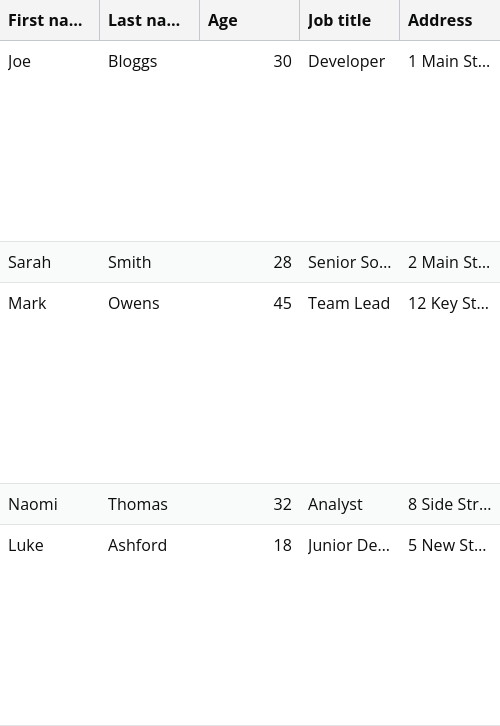 First na... Last na... Age Job title Address
Joe Bloggs 30 Developer 1 Main St...
Sarah Smith 28 Senior So... 2 Main St...
Mark Owens 45 Team Lead 12 Key St...
Naomi Thomas 32 Analyst 8 Side Str...
Luke Ashford 18 Junior De... 5 New St...